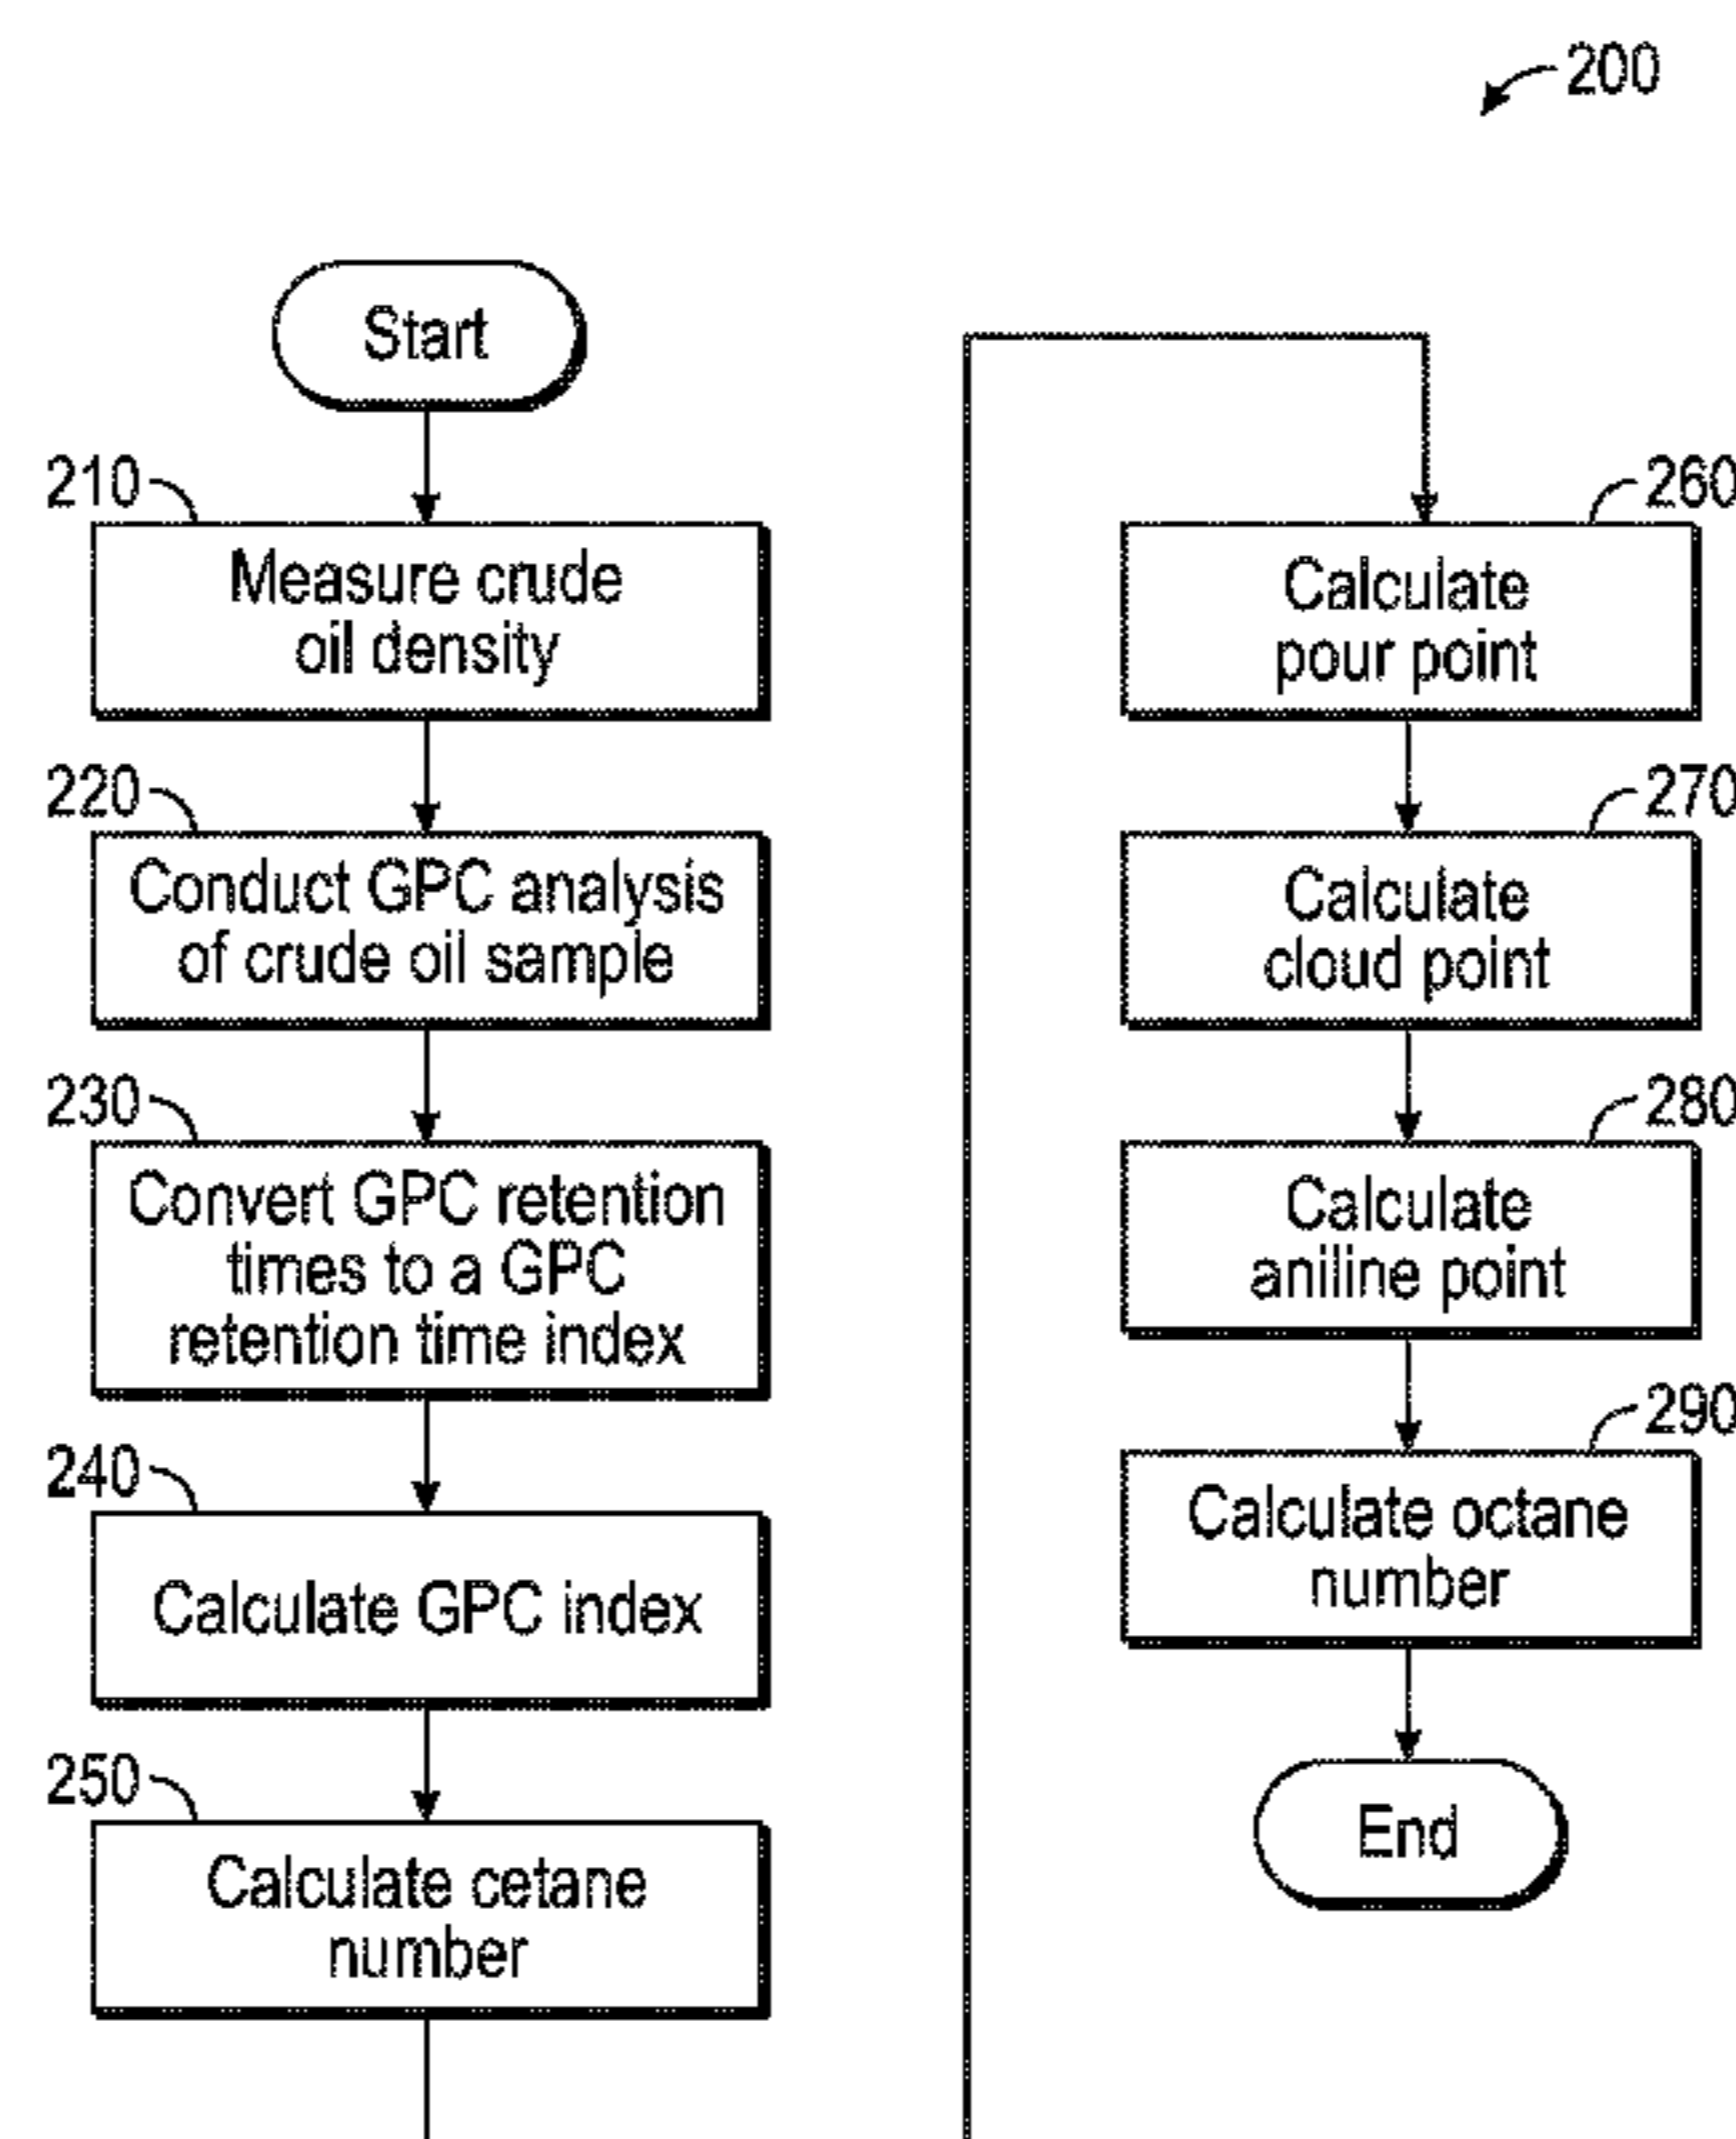 200
Start
210
Measure crude
oil density
220
Conduct GPC analysis
of crude oil sample
230
Convert GPC retention
times to a GPC
retention time index
240
Calculate GPC index
250
Calculate cetane
number
260
Calculate
pour point
270
Calculate
cloud point
280
Calculate
aniline point
290
Calculate octane
number
End